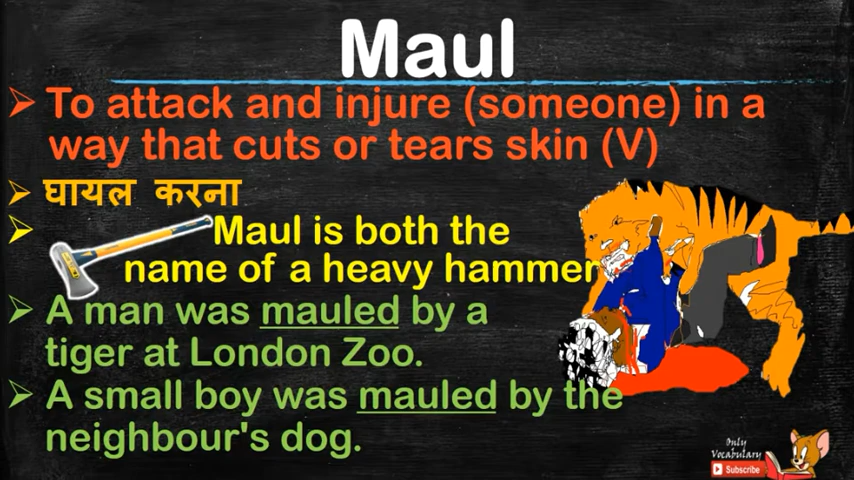 Maul
To attack and injure (someone) in a
way that cuts or tears skin (V)
घायल करना
Maul is both the
name of a heavy hammer
A man was mauled by a
tiger at London Zoo.
A small boy was mauled by the
neighbour's dog.
Only
Vocabulary
Subscribe